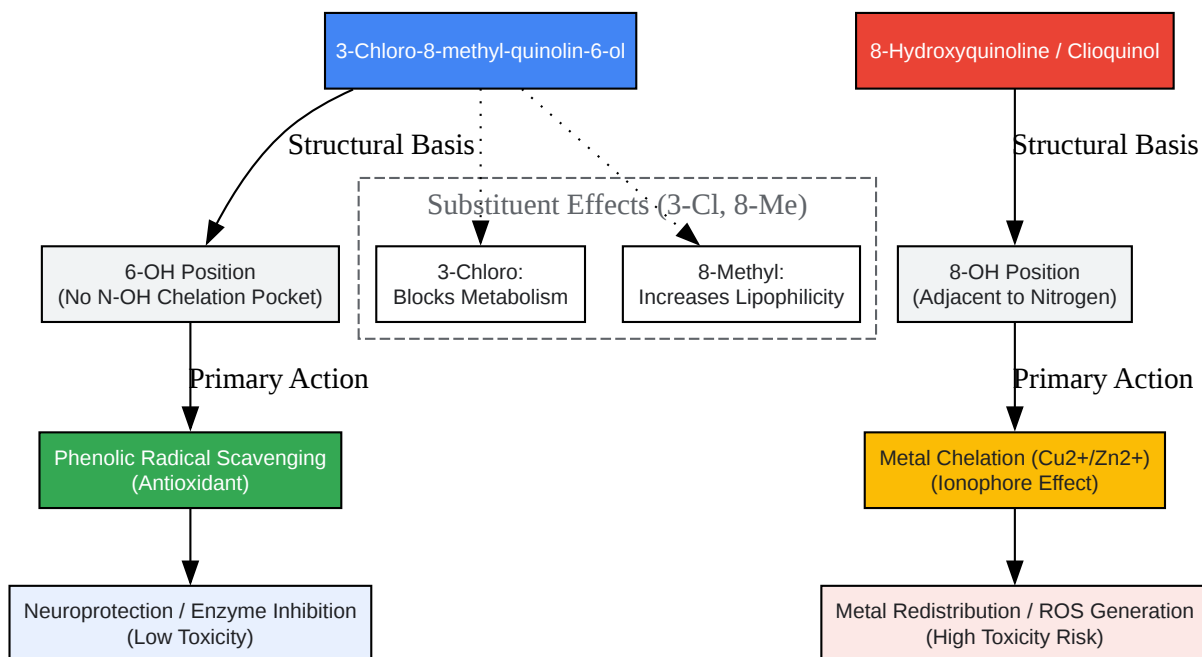 3-Chloro-8-methyl-quinolin-6-ol
8-Hydroxyquinoline / Clioquinol
Structural Basis
Structural Basis
Substituent Effects (3-Cl, 8-Me)
6-OH Position
(No N-OH Chelation Pocket)
3-Chloro:
Blocks Metabolism
8-Methyl:
Increases Lipophilicity
8-OH Position
(Adjacent to Nitrogen)
Primary Action
Primary Action
Phenolic Radical Scavenging
(Antioxidant)
Metal Chelation (Cu2+/Zn2+)
(Ionophore Effect)
Neuroprotection / Enzyme Inhibition
(Low Toxicity)
Metal Redistribution / ROS Generation
(High Toxicity Risk)